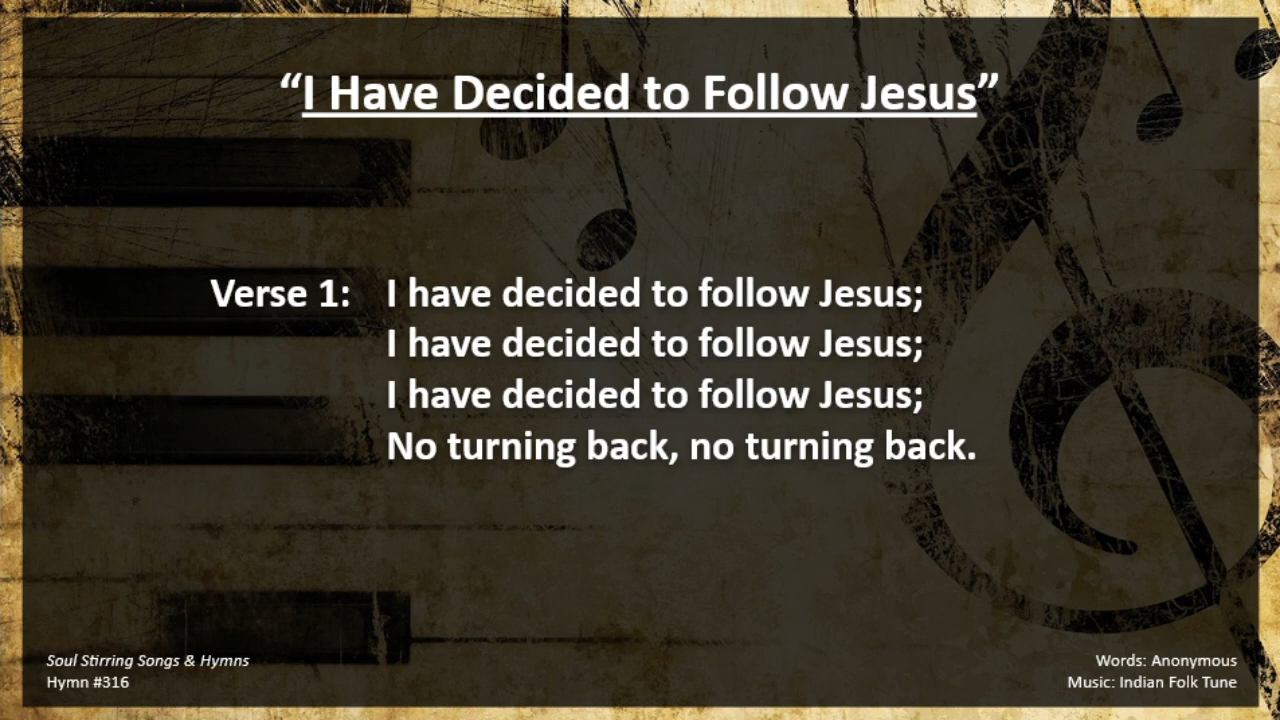 “I Have Decided to Follow Jesus”
Verse 1: I have decided to follow Jesus;
I have decided to follow Jesus;
I have decided to follow Jesus;
No turning back, no turning back.
Soul Stirring Songs & Hymns
Hymn #316
Words: Anonymous
Music: Indian Folk Tune